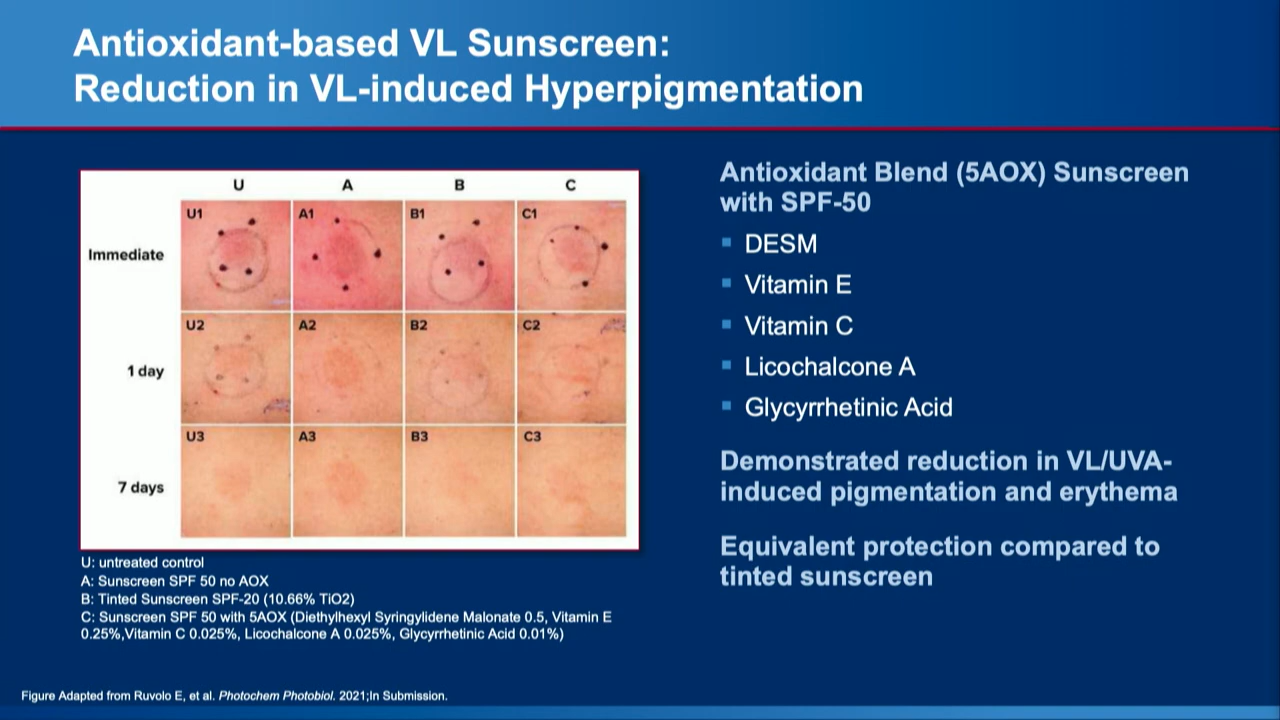 Antioxidant-based VL Sunscreen:
Reduction in VL-induced Hyperpigmentation
U A B C
Immediate
U1 A1 B1 C1
1 day
U2 A2 B2 C2
7 days
U3 A3 B3 C3
U: untreated control
A: Sunscreen SPF 50 no AOX
B: Tinted Sunscreen SPF-20 (10.66% TiO2)
C: Sunscreen SPF 50 with 5AOX (Diethylhexyl Syringylidene Malonate 0.5, Vitamin E
0.25%,Vitamin C 0.025%, Licochalcone A 0.025%, Glycyrrhetinic Acid 0.01%)
Antioxidant Blend (5AOX) Sunscreen
with SPF-50
DESM
Vitamin E
Vitamin C
Licochalcone A
Glycyrrhetinic Acid
Demonstrated reduction in VL/UVA-
induced pigmentation and erythema
Equivalent protection compared to
tinted sunscreen
Figure Adapted from Ruvolo E, et al. Photochem Photobiol. 2021;In Submission.